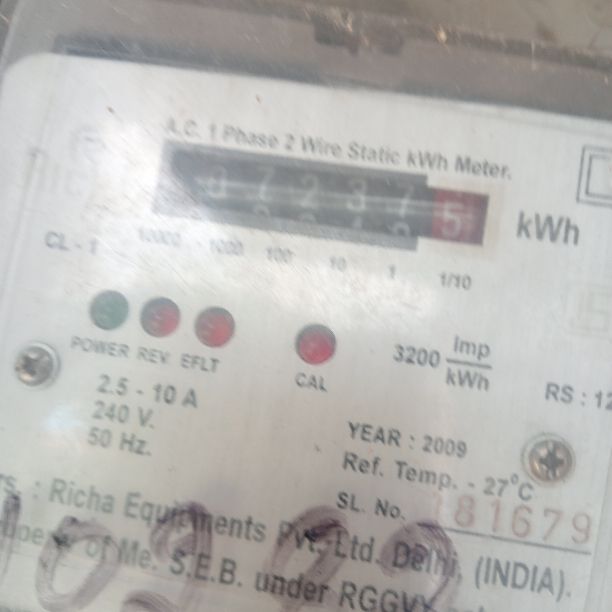 A.C. 1 Phase 2 Wire Static kWh Meter.
0 7 2 3 7 5 kWh
CL - 1 10000 1000 100 10 1 1/10
POWER REV. EFLT CAL
3200 imp/kWh
RS : 12
2.5 - 10 A
240 V.
50 Hz.
YEAR : 2009
Ref. Temp. - 27°C
SL. No. 181679
rs. : Richa Equipments Pvt. Ltd. Delhi, (INDIA).
of Me. S.E.B. under RGGVY